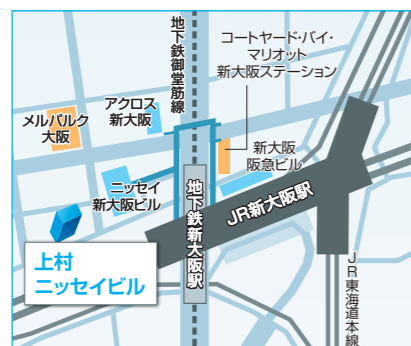 地下鉄御堂筋線
コートヤード・バイ・
マリオット
新大阪ステーション
アクロス
新大阪
メルパルク
大阪
新大阪
阪急ビル
ニッセイ
新大阪ビル
地下鉄新大阪駅
JR新大阪駅
上村
ニッセイビル
JR東海道本線